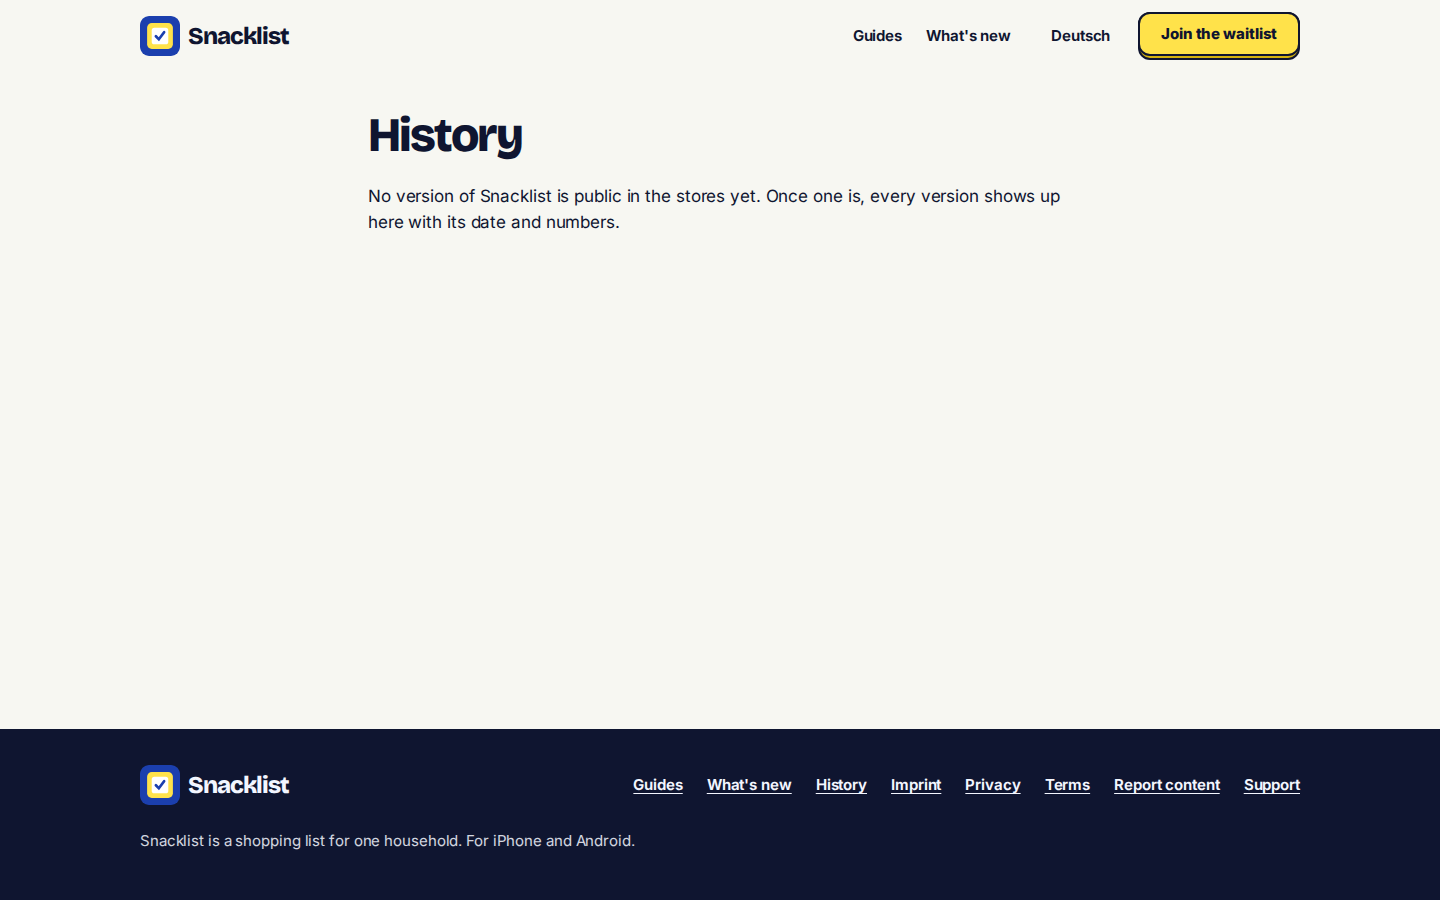 Snacklist
Guides
What's new
Deutsch
Join the waitlist
History
No version of Snacklist is public in the stores yet. Once one is, every version shows up
here with its date and numbers.
Snacklist
Guides
What's new
History
Imprint
Privacy
Terms
Report content
Support
Snacklist is a shopping list for one household. For iPhone and Android.